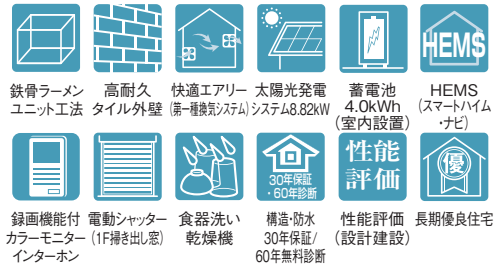 HEMS
鉄骨ラーメン
ユニット工法
高耐久
タイル外壁
快適エアリー
(第一種換気システム)
太陽光発電
システム8.82kW
蓄電池
4.0kWh
(室内設置)
HEMS
(スマートハイム
・ナビ)
30年保証
・60年診断
性能
評価
優
録画機能付
カラーモニター
インターホン
電動シャッター
(1F掃き出し窓)
食器洗い
乾燥機
構造・防水
30年保証/
60年無料診断
性能評価
(設計建設)
長期優良住宅